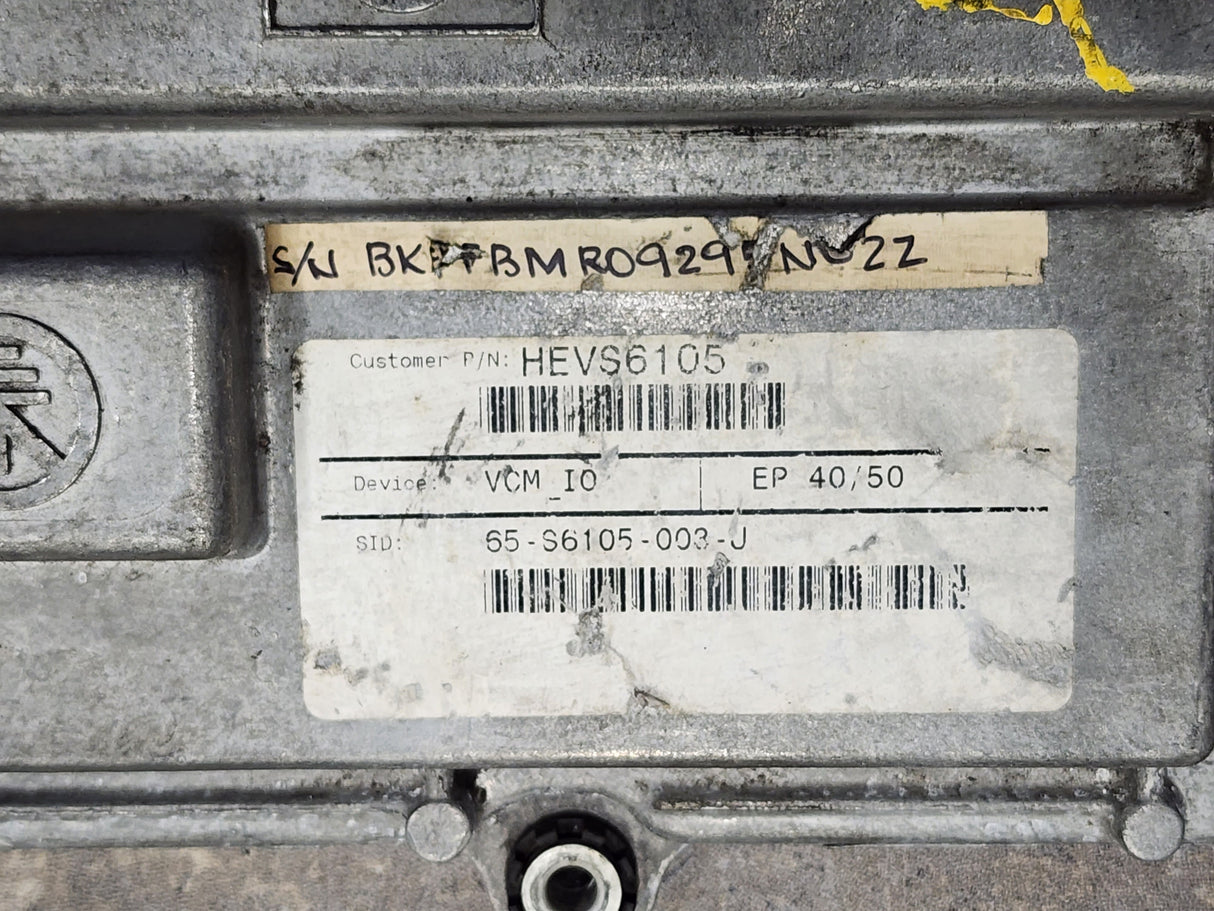 S/N
Customer P/N: HEVS6105
Device: VCM_IO EP 40/50
SID: 65-S6105-003-J